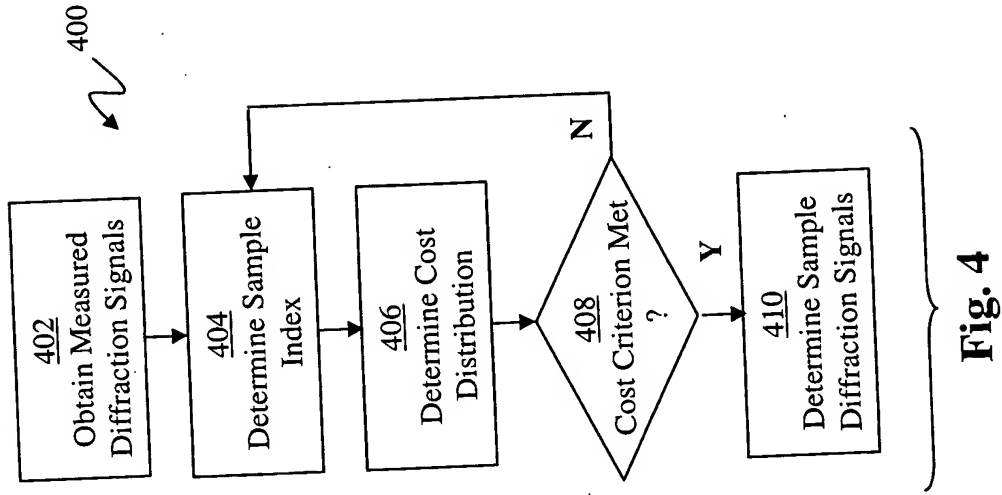 400
402
Obtain Measured
Diffraction Signals
404
Determine Sample
Index
406
Determine Cost
Distribution
408
Cost Criterion Met
?
N
Y
410
Determine Sample
Diffraction Signals
Fig. 4